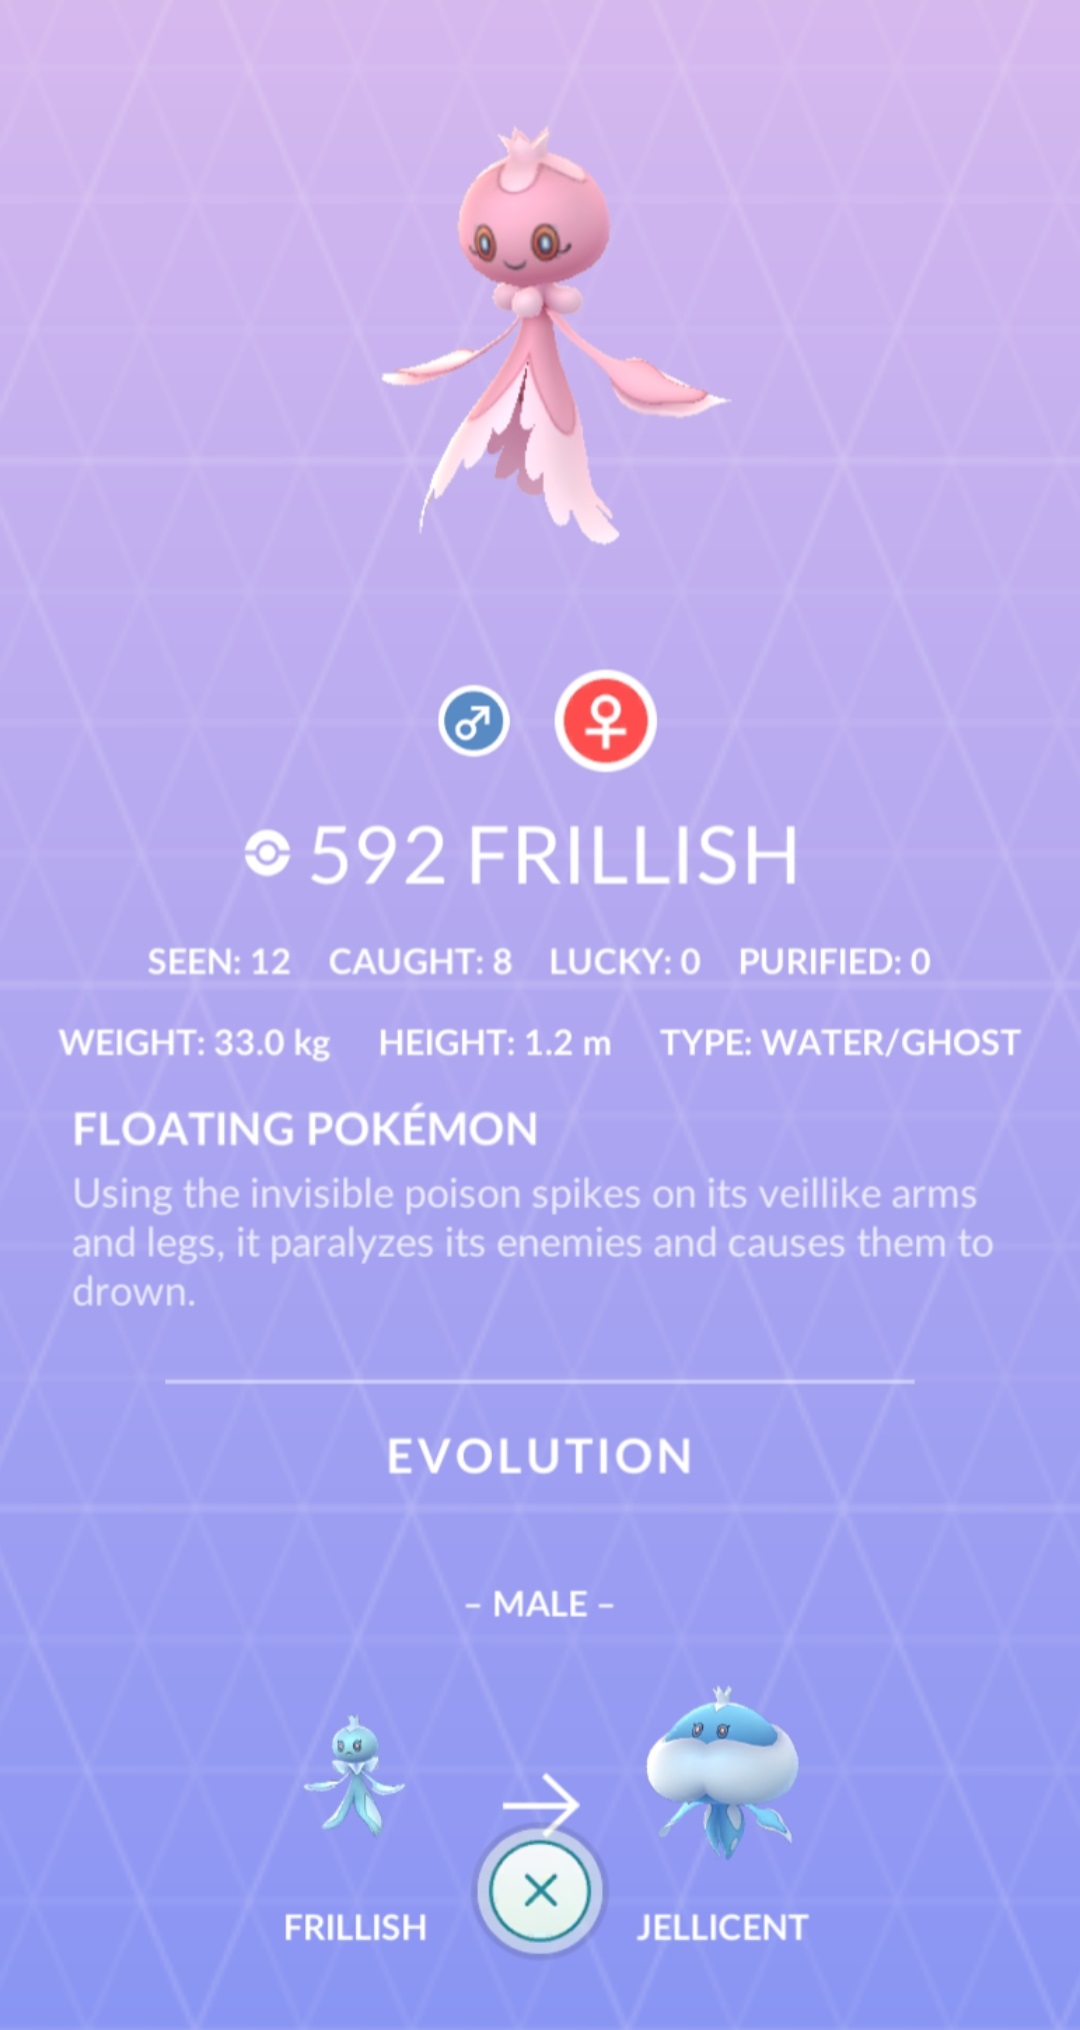 592 FRILLISH
SEEN: 12 CAUGHT: 8 LUCKY: 0 PURIFIED: 0
WEIGHT: 33.0 kg HEIGHT: 1.2 m TYPE: WATER/GHOST
FLOATING POKÉMON
Using the invisible poison spikes on its veillike arms
and legs, it paralyzes its enemies and causes them to
drown.
EVOLUTION
– MALE –
FRILLISH JELLICENT